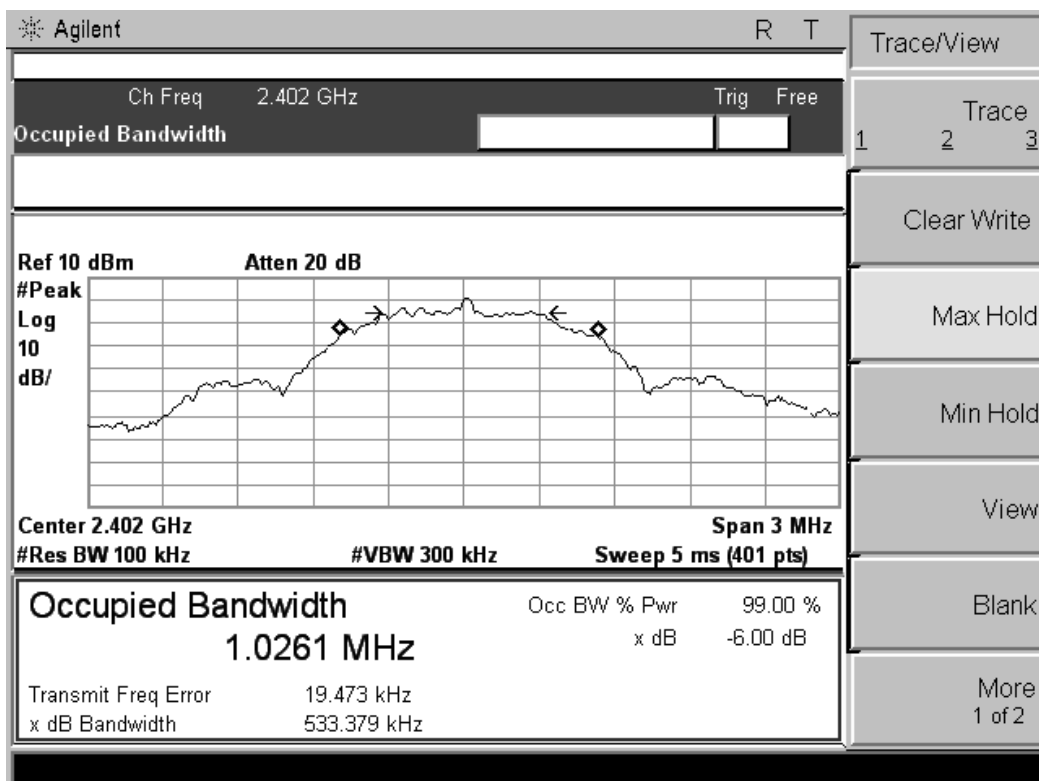 Agilent R T
Ch Freq 2.402 GHz Trig Free
Occupied Bandwidth
Ref 10 dBm Atten 20 dB
#Peak
Log
10
dB/
Center 2.402 GHz Span 3 MHz
#Res BW 100 kHz #VBW 300 kHz Sweep 5 ms (401 pts)
Occupied Bandwidth
1.0261 MHz
Occ BW % Pwr 99.00 %
x dB -6.00 dB
Transmit Freq Error 19.473 kHz
x dB Bandwidth 533.379 kHz
Trace/View
Trace
1 2 3
Clear Write
Max Hold
Min Hold
View
Blank
More
1 of 2